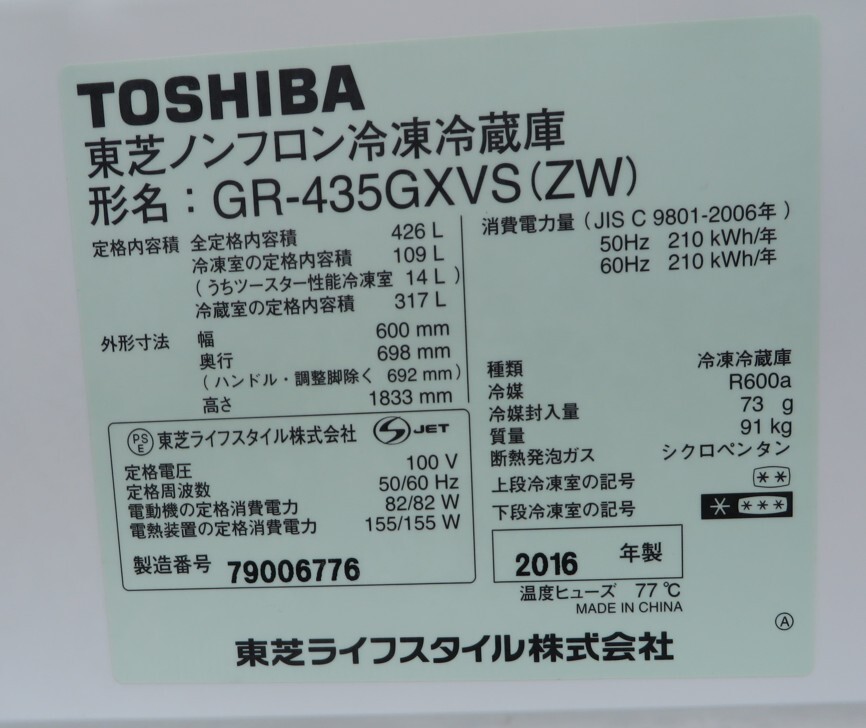 TOSHIBA
東芝ノンフロン冷凍冷蔵庫
形名：GR-435GXVS(ZW)
定格内容積 全定格内容積 426 L
冷凍室の定格内容積 109 L
(うちツースター性能冷凍室 14 L)
冷蔵室の定格内容積 317 L
外形寸法 幅 600 mm
奥行 698 mm
(ハンドル・調整脚除く 692 mm)
高さ 1833 mm
消費電力量 (JIS C 9801-2006年)
50Hz 210 kWh/年
60Hz 210 kWh/年
種類 冷凍冷蔵庫
冷媒 R600a
冷媒封入量 73 g
質量 91 kg
断熱発泡ガス シクロペンタン
上段冷凍室の記号 **
下段冷凍室の記号 * ***
PSE 東芝ライフスタイル株式会社 S JET
定格電圧 100 V
定格周波数 50/60 Hz
電動機の定格消費電力 82/82 W
電熱装置の定格消費電力 155/155 W
製造番号 79006776
2016 年製
温度ヒューズ 77 ℃
MADE IN CHINA
Ⓐ
東芝ライフスタイル株式会社